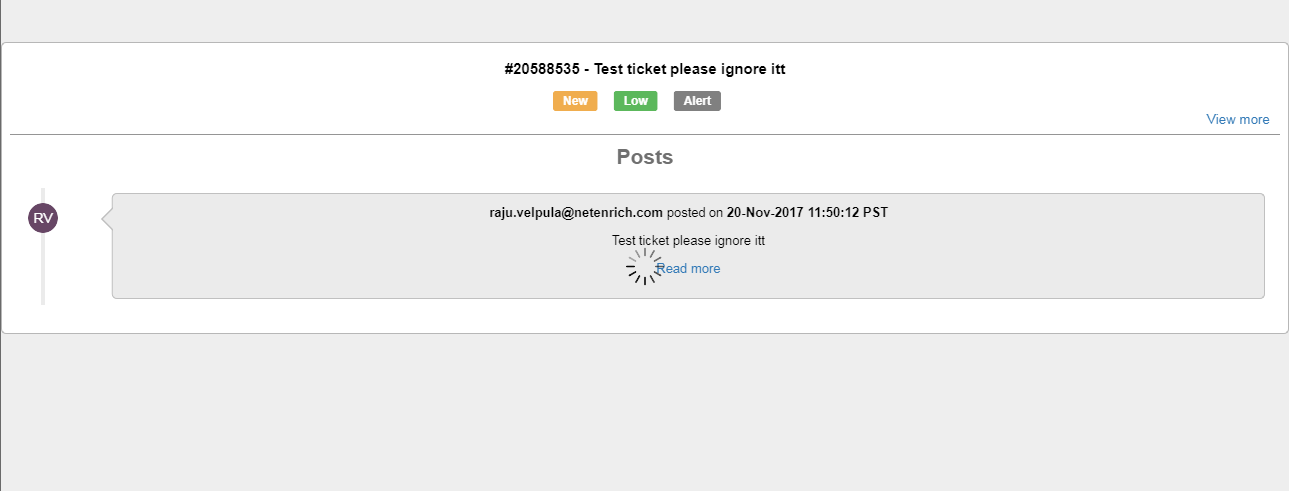 #20588535 - Test ticket please ignore itt
New Low Alert
View more
Posts
RV
raju.velpula@netenrich.com posted on 20-Nov-2017 11:50:12 PST
Test ticket please ignore itt
Read more